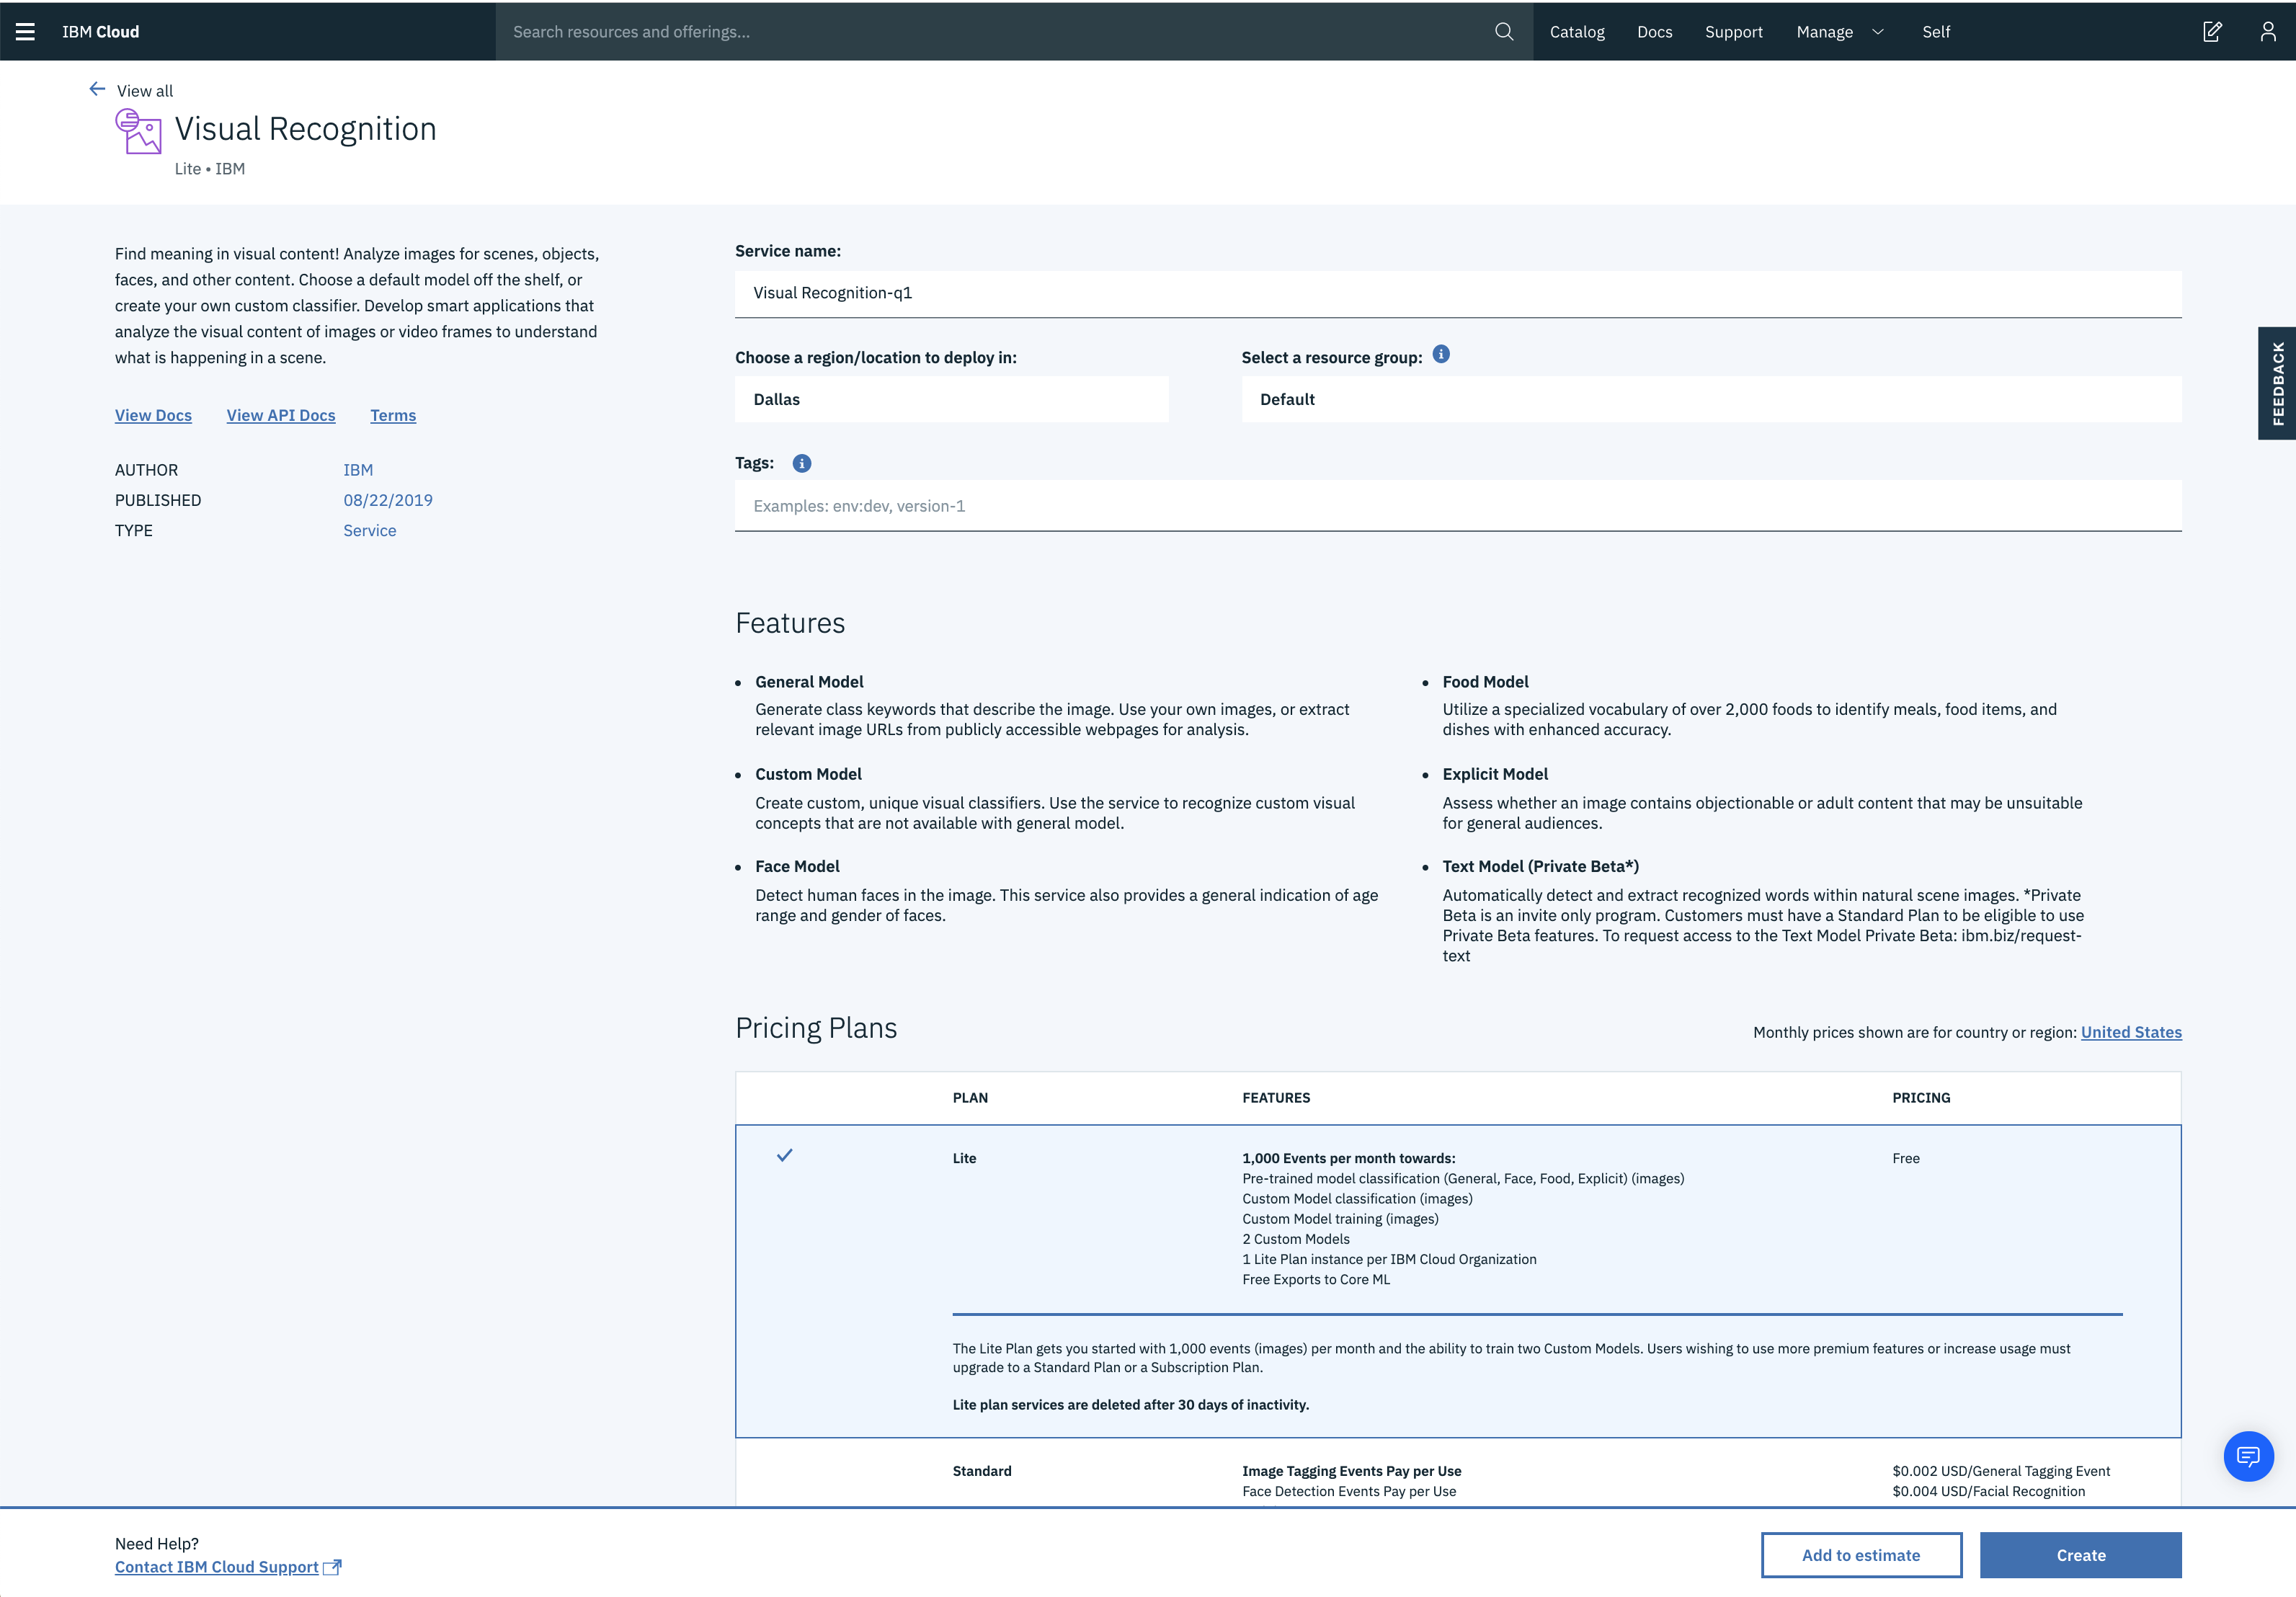 IBM Cloud
Search resources and offerings...
Catalog
Docs
Support
Manage
Self
View all
Visual Recognition
Lite • IBM
Find meaning in visual content! Analyze images for scenes, objects,
faces, and other content. Choose a default model off the shelf, or
create your own custom classifier. Develop smart applications that
analyze the visual content of images or video frames to understand
what is happening in a scene.
View Docs
View API Docs
Terms
AUTHOR
IBM
PUBLISHED
08/22/2019
TYPE
Service
Service name:
Visual Recognition-q1
Choose a region/location to deploy in:
Dallas
Select a resource group:
Default
Tags:
Examples: env:dev, version-1
FEEDBACK
Features
• General Model
Generate class keywords that describe the image. Use your own images, or extract
relevant image URLs from publicly accessible webpages for analysis.
• Custom Model
Create custom, unique visual classifiers. Use the service to recognize custom visual
concepts that are not available with general model.
• Face Model
Detect human faces in the image. This service also provides a general indication of age
range and gender of faces.
• Food Model
Utilize a specialized vocabulary of over 2,000 foods to identify meals, food items, and
dishes with enhanced accuracy.
• Explicit Model
Assess whether an image contains objectionable or adult content that may be unsuitable
for general audiences.
• Text Model (Private Beta*)
Automatically detect and extract recognized words within natural scene images. *Private
Beta is an invite only program. Customers must have a Standard Plan to be eligible to use
Private Beta features. To request access to the Text Model Private Beta: ibm.biz/request-
text
Pricing Plans
Monthly prices shown are for country or region: United States
PLAN
FEATURES
PRICING
Lite
1,000 Events per month towards:
Pre-trained model classification (General, Face, Food, Explicit) (images)
Custom Model classification (images)
Custom Model training (images)
2 Custom Models
1 Lite Plan instance per IBM Cloud Organization
Free Exports to Core ML
Free
The Lite Plan gets you started with 1,000 events (images) per month and the ability to train two Custom Models. Users wishing to use more premium features or increase usage must
upgrade to a Standard Plan or a Subscription Plan.
Lite plan services are deleted after 30 days of inactivity.
Standard
Image Tagging Events Pay per Use
Face Detection Events Pay per Use
$0.002 USD/General Tagging Event
$0.004 USD/Facial Recognition
Need Help?
Contact IBM Cloud Support
Add to estimate
Create